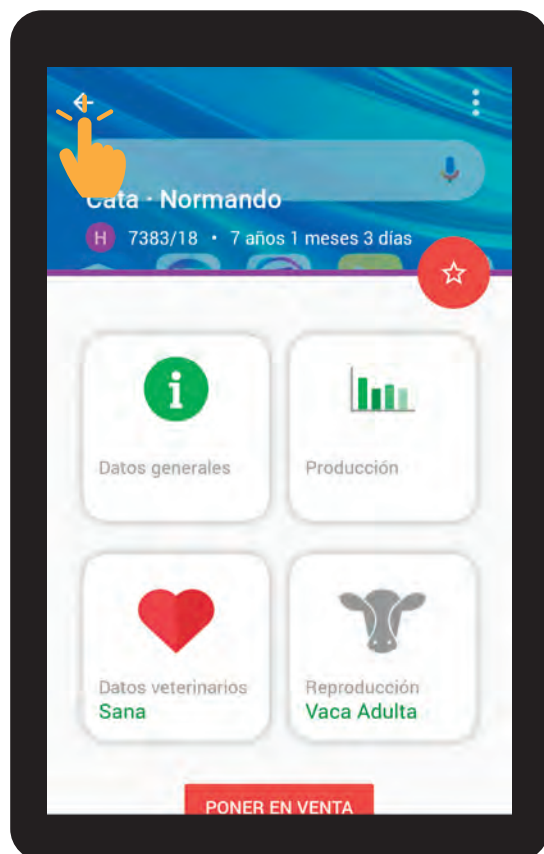 Cata · Normando
H 7383/18 • 7 años 1 meses 3 días
Datos generales
Producción
Datos veterinarios
Sana
Reproducción
Vaca Adulta
PONER EN VENTA